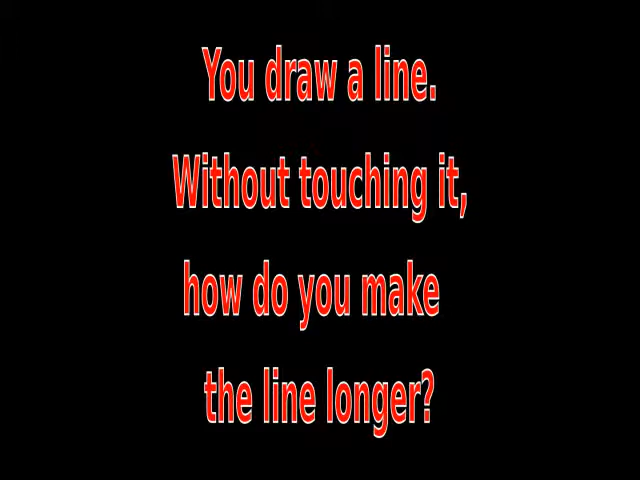 You draw a line.
Without touching it,
how do you make
the line longer?